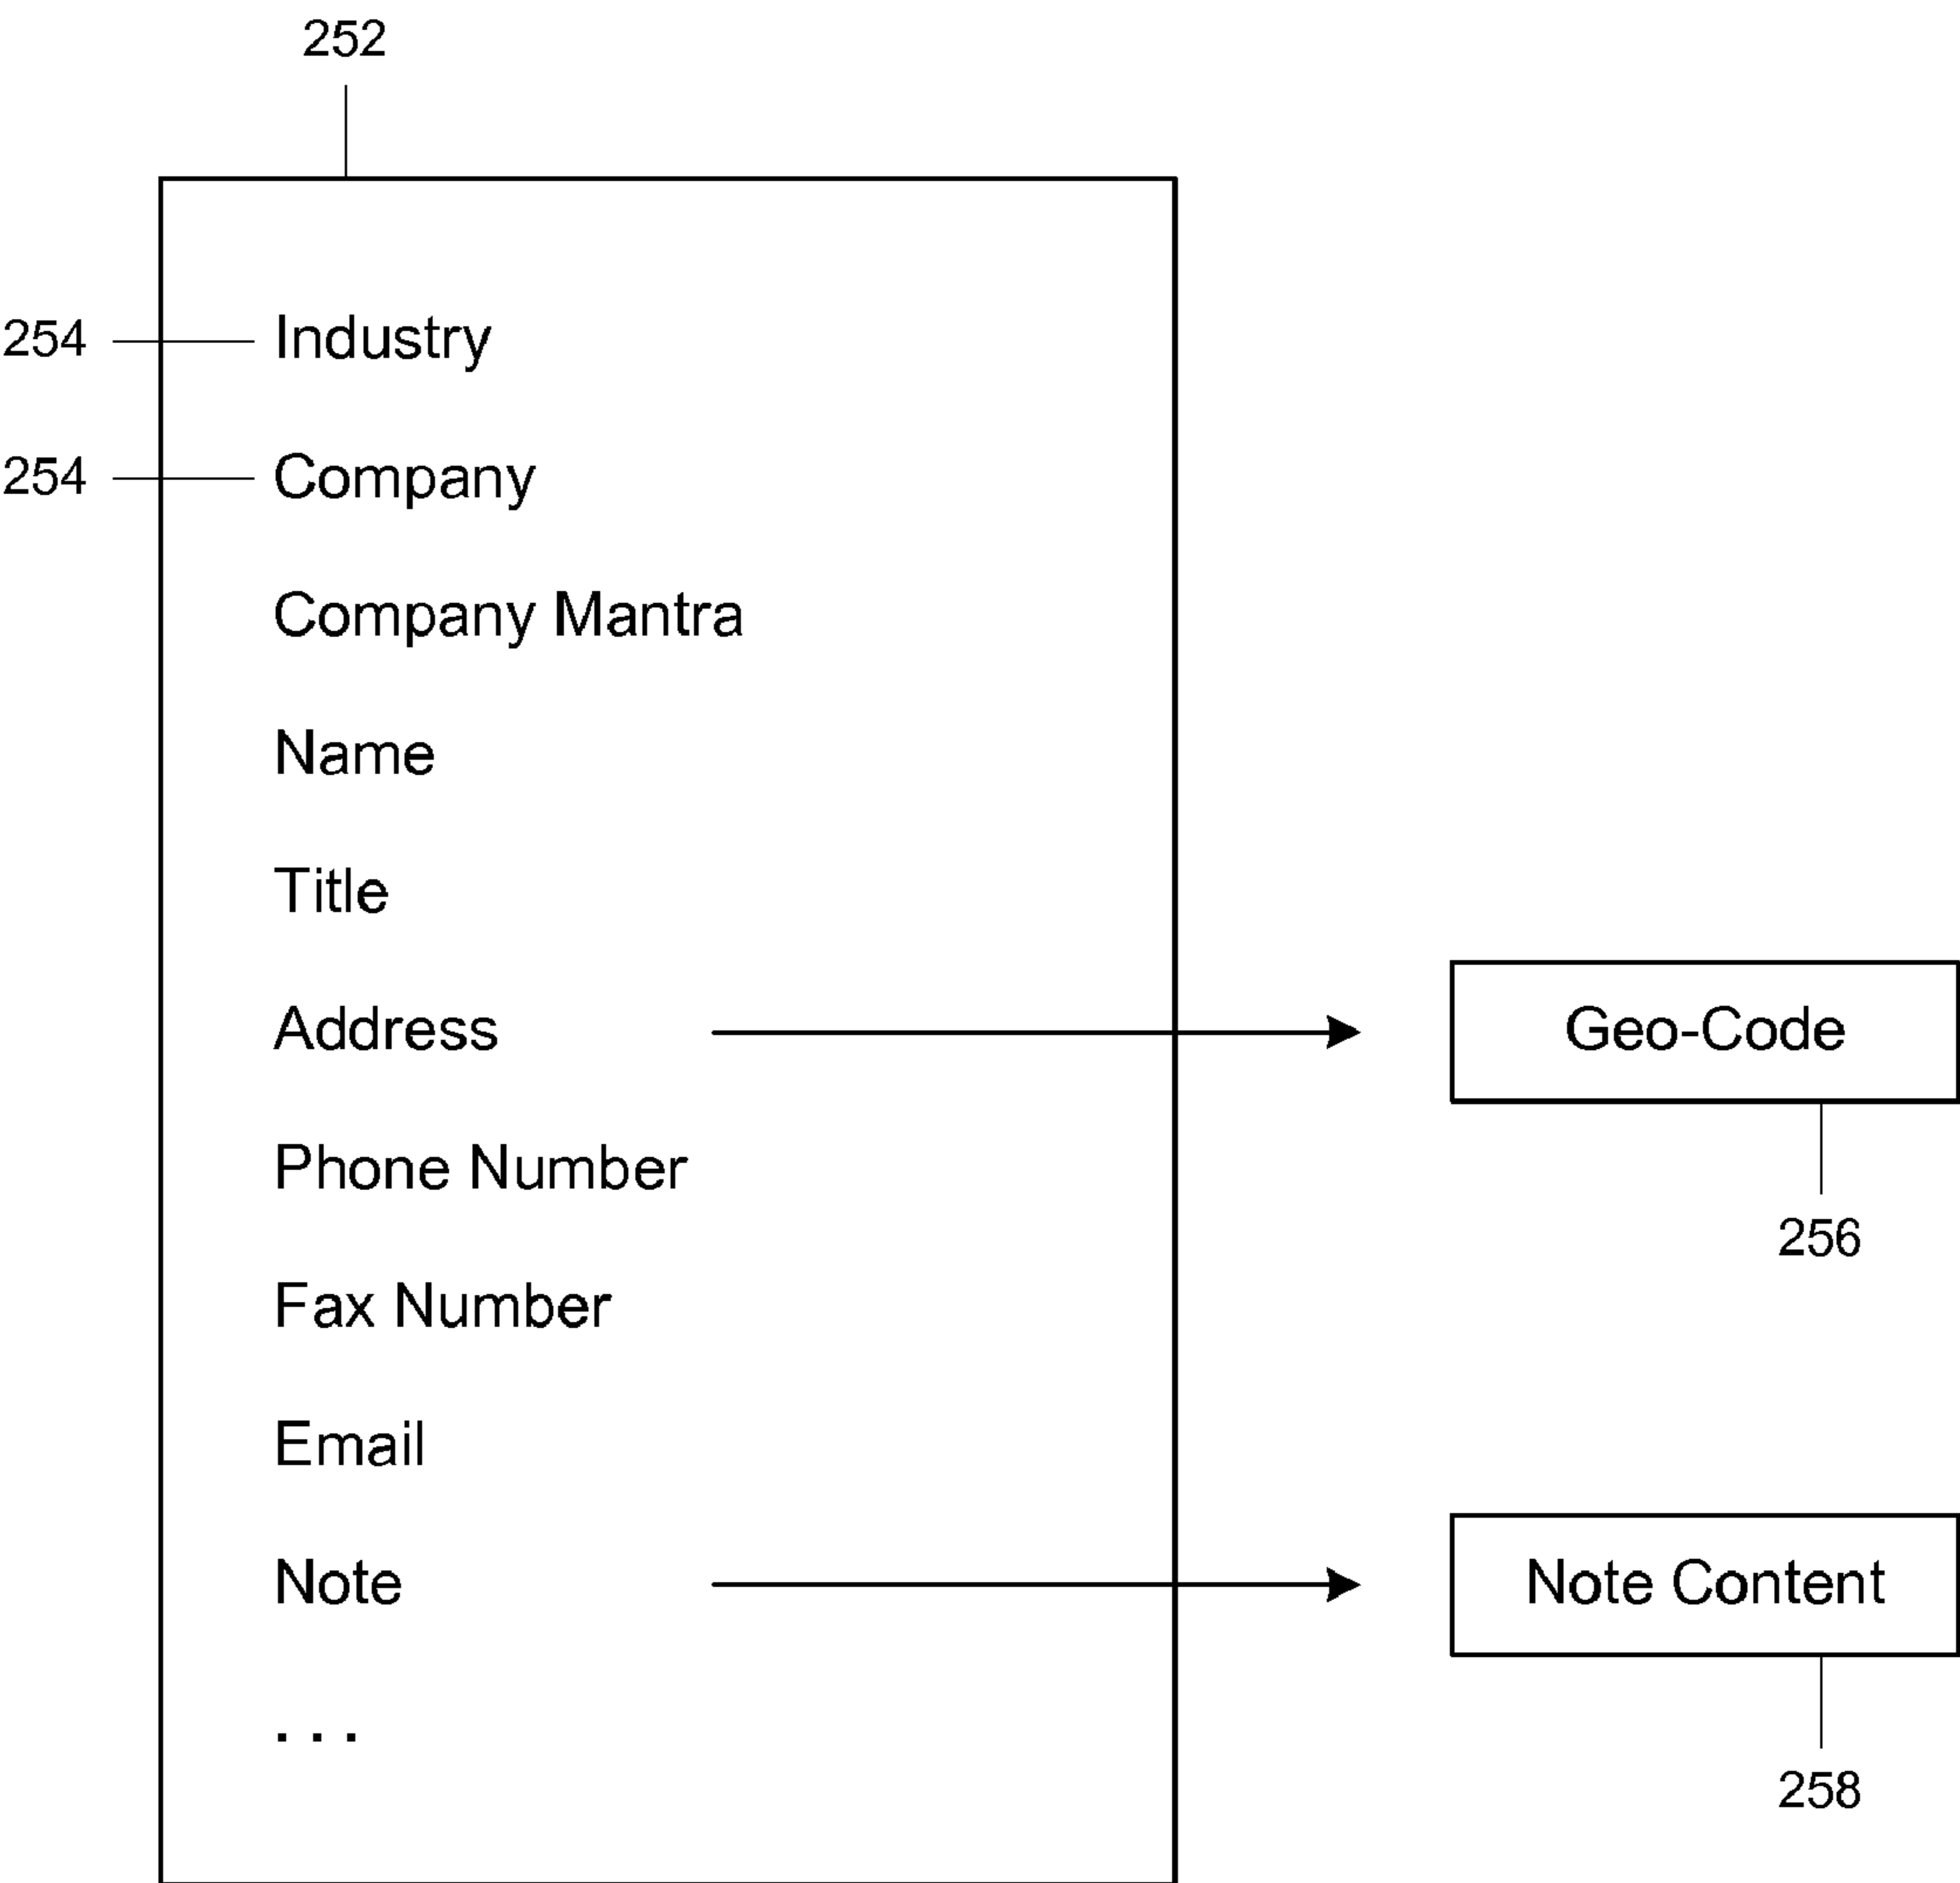 252
254 Industry
254 Company
Company Mantra
Name
Title
Address Geo-Code
Phone Number
256
Fax Number
Email
Note Note Content
. . .
258